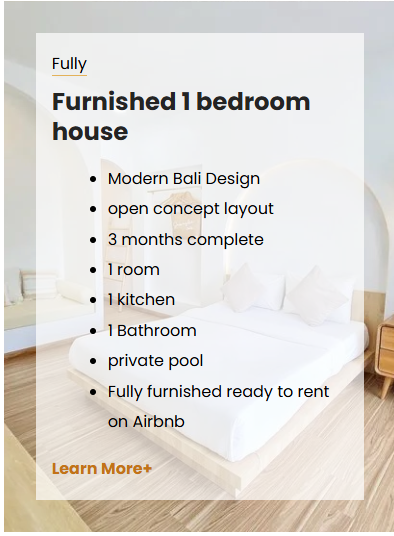 Fully
Furnished 1 bedroom
house
Modern Bali Design
open concept layout
3 months complete
1 room
1 kitchen
1 Bathroom
private pool
Fully furnished ready to rent
on Airbnb
Learn More+